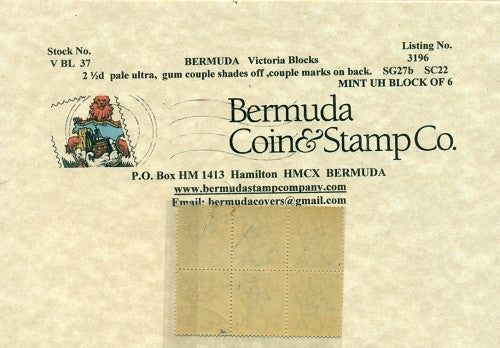 Stock No.
Listing No.
V BL 37
BERMUDA Victoria Blocks
3196
2 ½d pale ultra, gum couple shades off ,couple marks on back. SG27b SC22
MINT UH BLOCK OF 6
Bermuda
Coin&Stamp Co.
P.O. Box HM 1413 Hamilton HMCX BERMUDA
www.bermudastampcompany.com
Email: bermudacovers@gmail.com